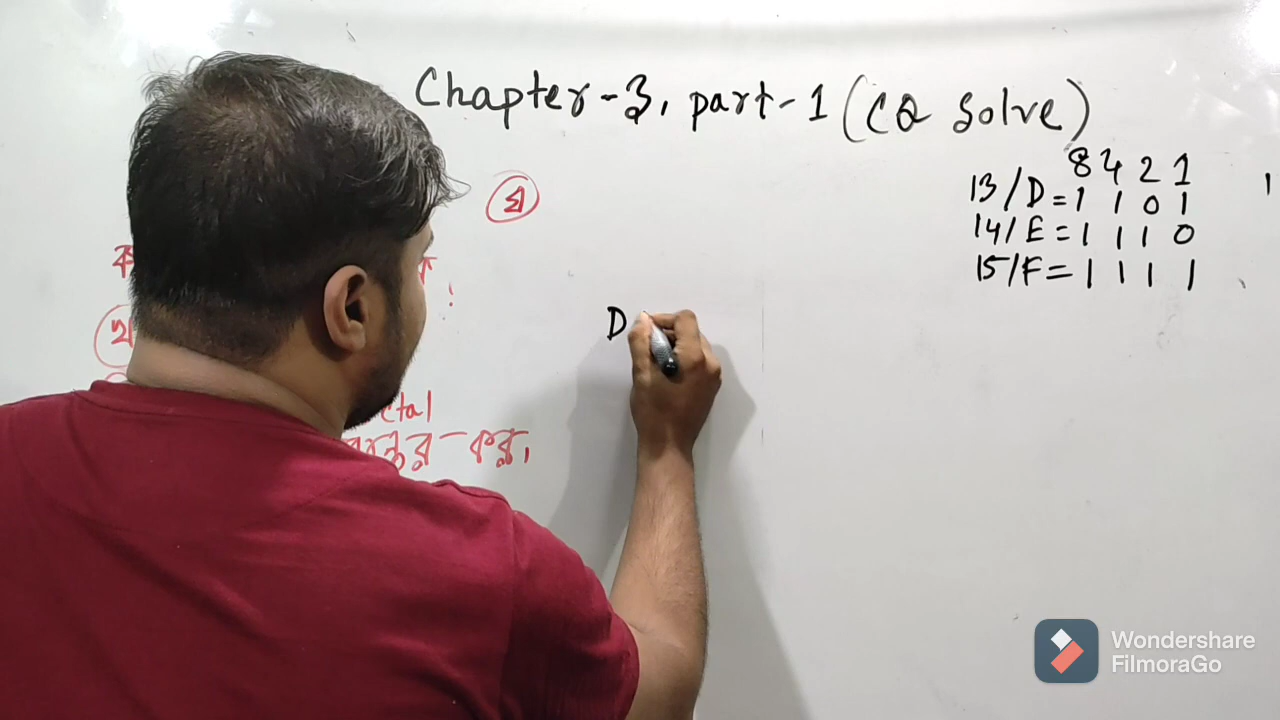 Chapter-3, part-1 (CQ Solve)
ঘ
8 4 2 1
13/D = 1 1 0 1
14/E = 1 1 1 0
15/F = 1 1 1 1
খ
D
করু,
Wondershare
FilmoraGo